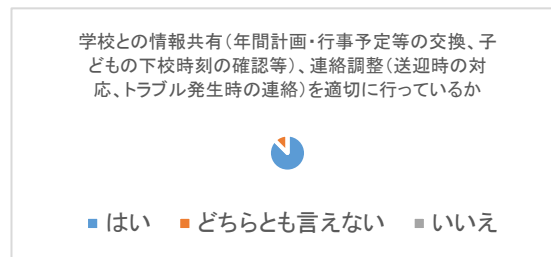 学校との情報共有（年間計画・行事予定等の交換、子
どもの下校時刻の確認等）、連絡調整（送迎時の対
応、トラブル発生時の連絡）を適切に行っているか
はい どちらとも言えない いいえ